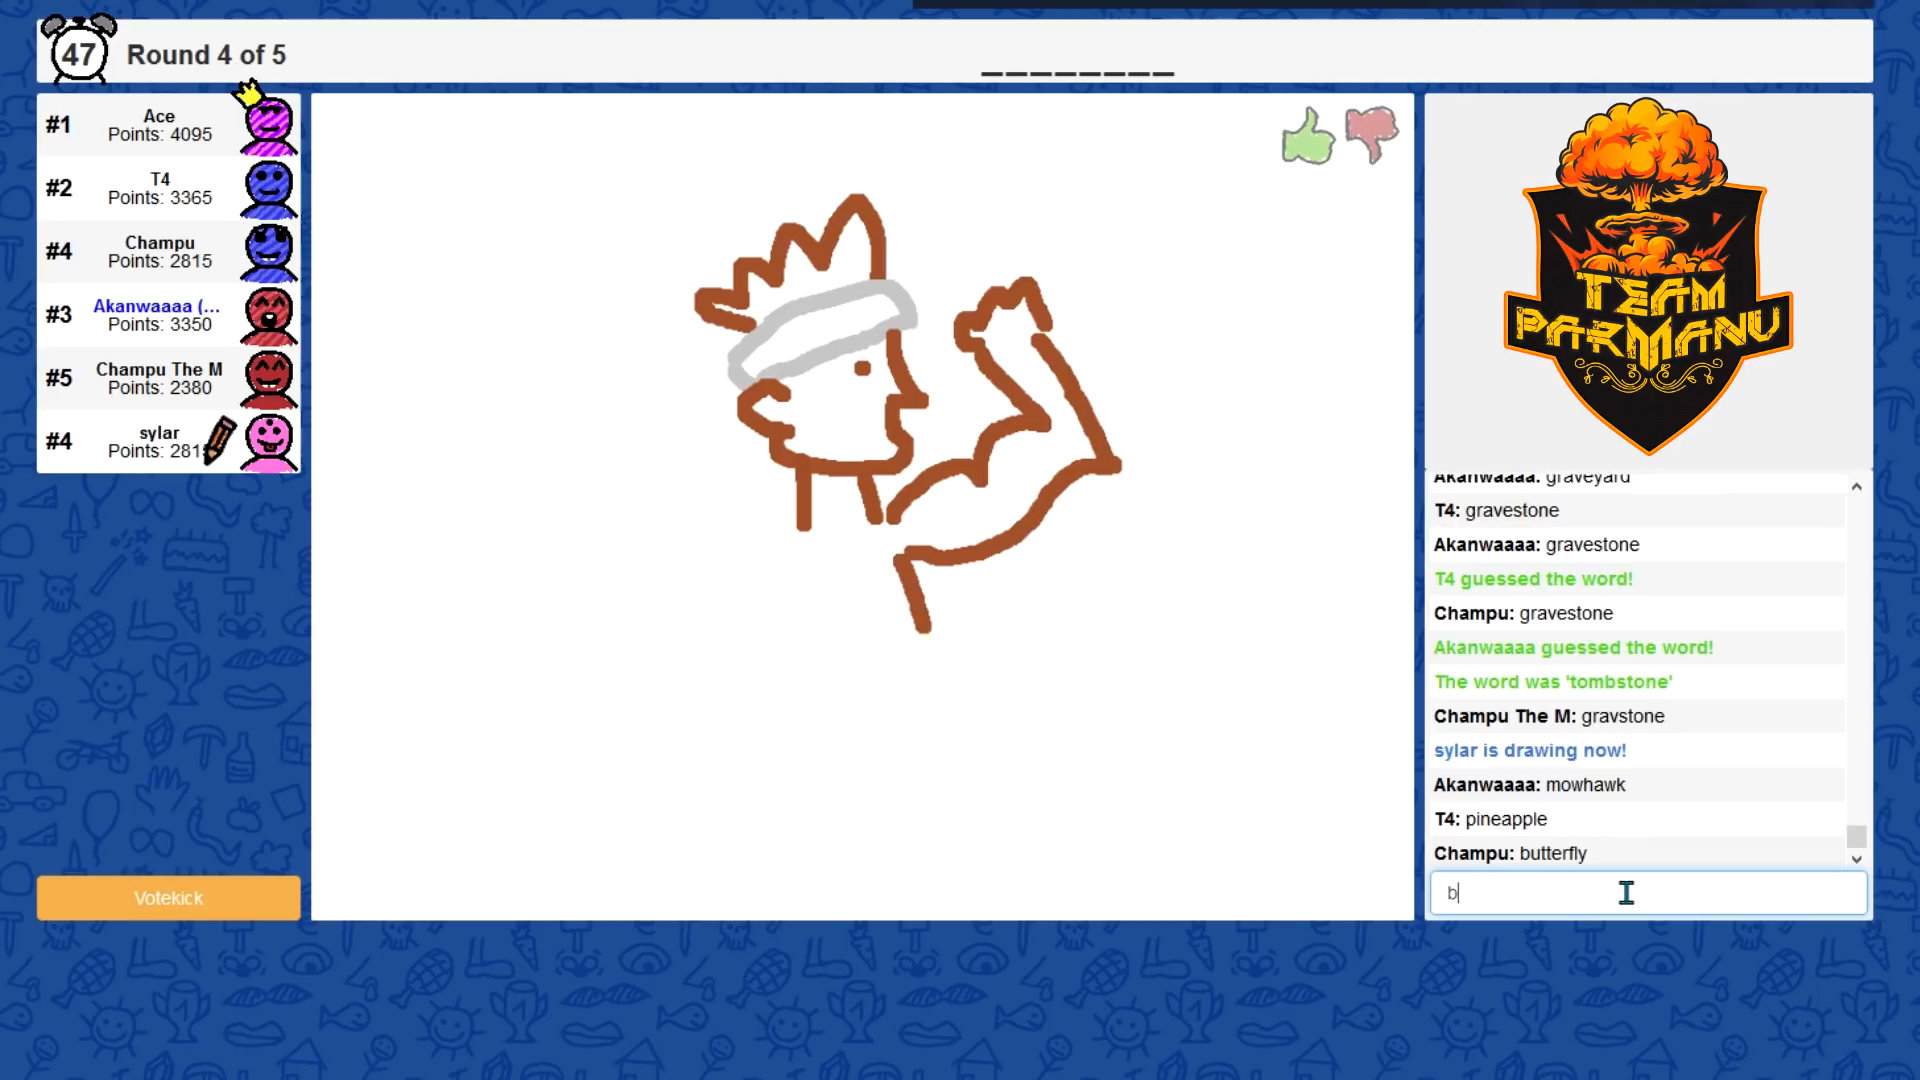 47
Round 4 of 5
________
#1
Ace
Points: 4095
#2
T4
Points: 3365
#4
Champu
Points: 2815
#3
Akanwaaaa (...
Points: 3350
#5
Champu The M
Points: 2380
#4
sylar
Points: 281
Votekick
TEAM
PARMANU
Akanwaaaa: graveyard
T4: gravestone
Akanwaaaa: gravestone
T4 guessed the word!
Champu: gravestone
Akanwaaaa guessed the word!
The word was 'tombstone'
Champu The M: gravstone
sylar is drawing now!
Akanwaaaa: mowhawk
T4: pineapple
Champu: butterfly
b